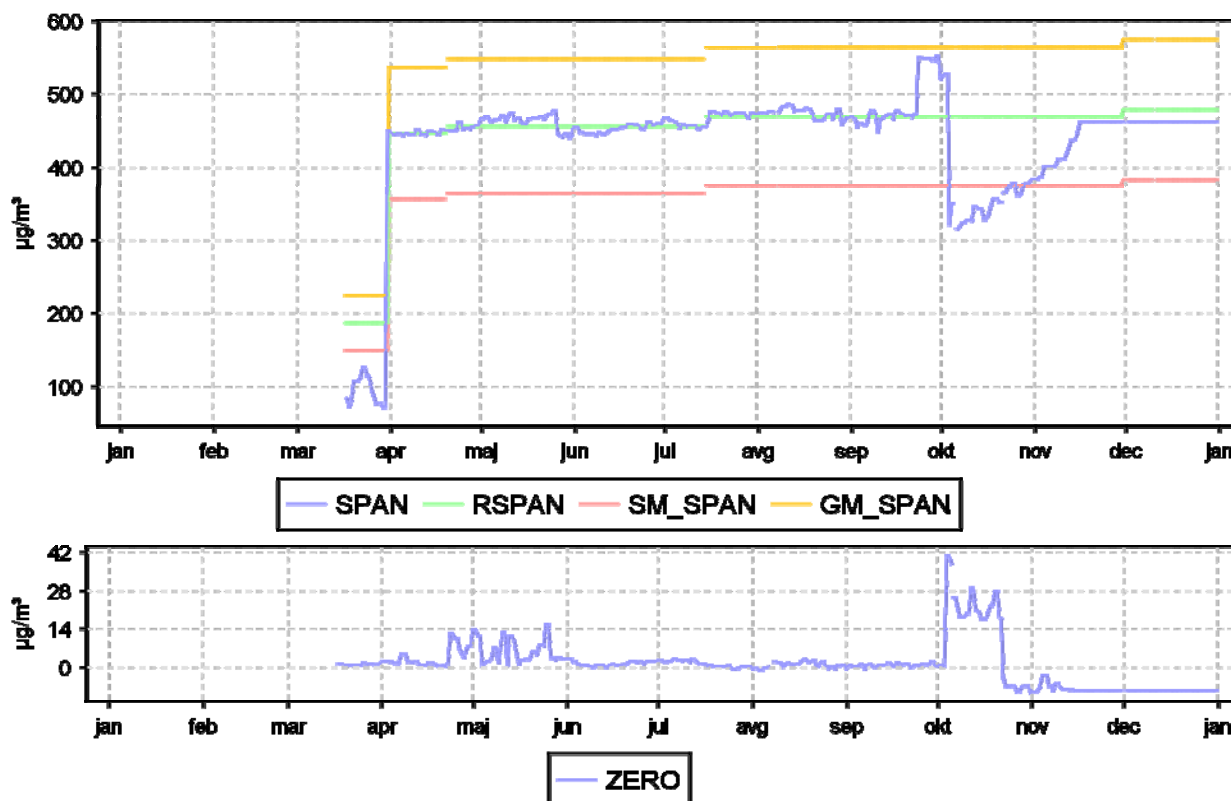 600
500
400
300
200
100
µg/m³
jan feb mar apr maj jun jul avg sep okt nov dec jan
SPAN RSPAN SM_SPAN GM_SPAN
42
28
14
0
µg/m³
jan feb mar apr maj jun jul avg sep okt nov dec jan
ZERO